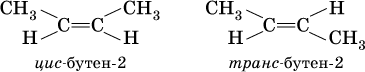 CH₃ CH₃ CH₃ H
C=C C=C
H H H CH₃
цис-бутен-2 транс-бутен-2